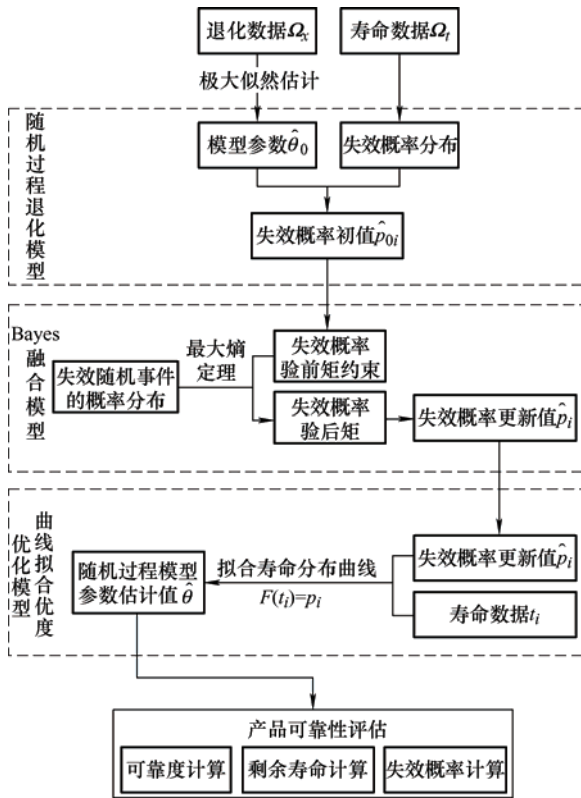 退化数据Ωx
寿命数据Ωt
极大似然估计
随机过程退化模型
模型参数θ̂0
失效概率分布
失效概率初值p̂0i
Bayes
融合模型
失效随机事件
的概率分布
最大熵
定理
失效概率
验前矩约束
失效概率
验后矩
失效概率更新值p̂i
曲线拟合优度
优化模型
随机过程模型
参数估计值θ̂
拟合寿命分布曲线
F(ti)=pi
失效概率更新值p̂i
寿命数据ti
产品可靠性评估
可靠度计算
剩余寿命计算
失效概率计算